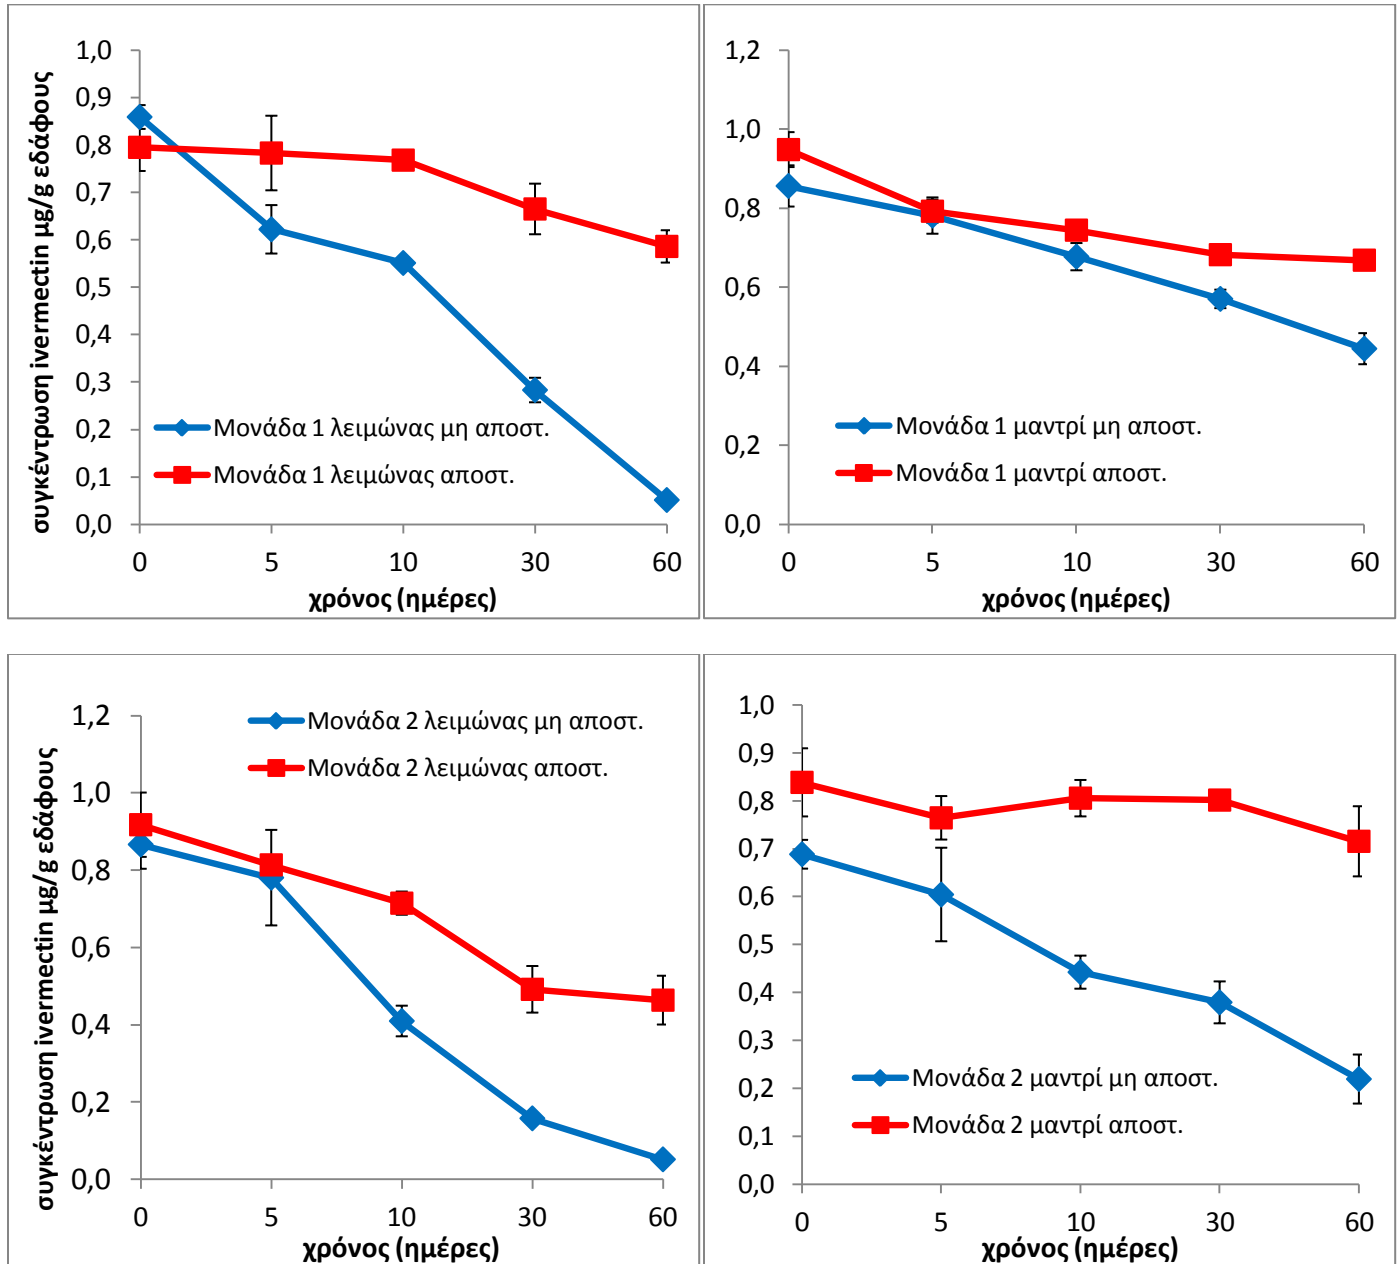 συγκέντρωση ivermectin μg/g εδάφους
1,0
0,9
0,8
0,7
0,6
0,5
0,4
0,3
0,2
0,1
0,0
Μονάδα 1 λειμώνας μη αποστ.
Μονάδα 1 λειμώνας αποστ.
0 5 10 30 60
χρόνος (ημέρες)
1,2
1,0
0,8
0,6
0,4
0,2
0,0
Μονάδα 1 μαντρί μη αποστ.
Μονάδα 1 μαντρί αποστ.
0 5 10 30 60
χρόνος (ημέρες)
συγκέντρωση ivermectin μg/g εδάφους
1,2
1,0
0,8
0,6
0,4
0,2
0,0
Μονάδα 2 λειμώνας μη αποστ.
Μονάδα 2 λειμώνας αποστ.
0 5 10 30 60
χρόνος (ημέρες)
1,0
0,9
0,8
0,7
0,6
0,5
0,4
0,3
0,2
0,1
0,0
Μονάδα 2 μαντρί μη αποστ.
Μονάδα 2 μαντρί αποστ.
0 5 10 30 60
χρόνος (ημέρες)